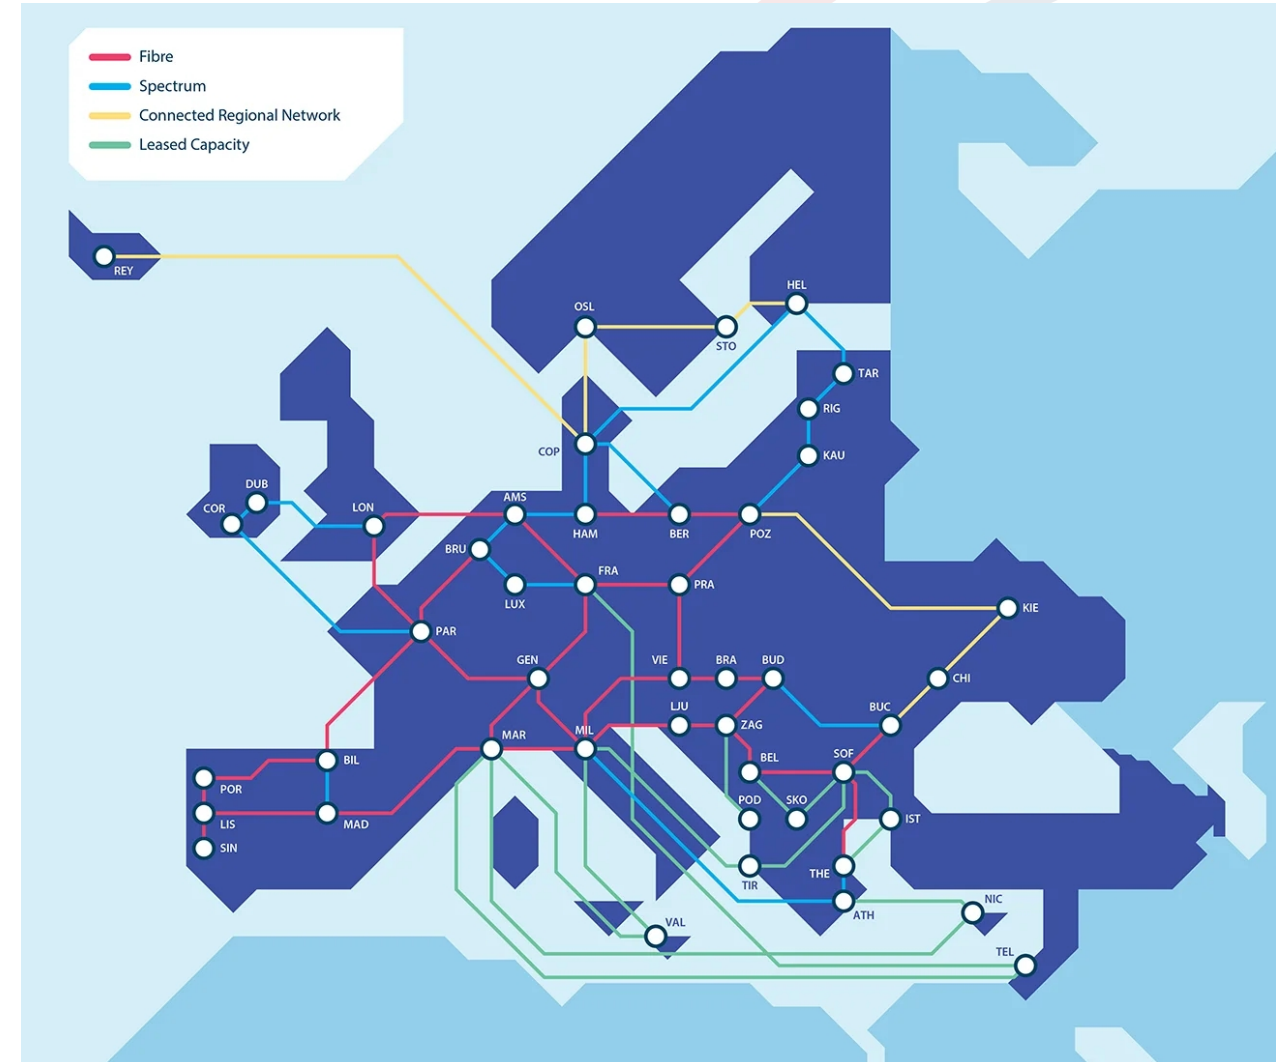 Fibre
Spectrum
Connected Regional Network
Leased Capacity
REY
HEL
OSL
STO
TAR
RIG
COP
KAU
DUB
AMS
COR
LON
HAM
BER
POZ
BRU
FRA
PRA
LUX
KIE
PAR
GEN
VIE
BRA
BUD
CHI
LJU
BUC
ZAG
MAR
MIL
BIL
BEL
SOF
POR
POD
SKO
LIS
MAD
IST
SIN
TIR
THE
NIC
ATH
VAL
TEL